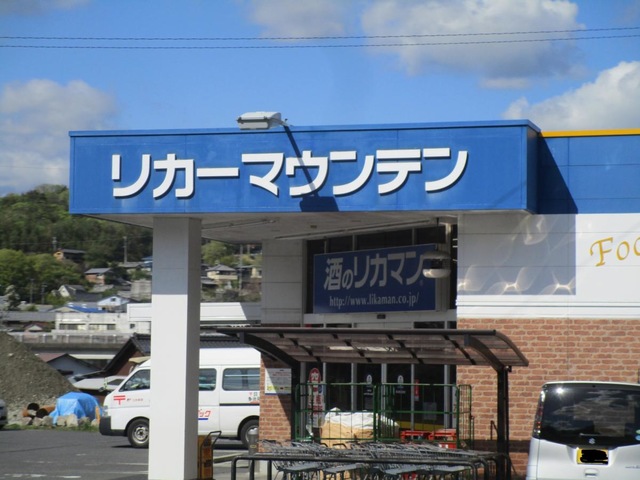 リカーマウンテン
酒のリカマン
http://www.likaman.co.jp/
Foo
〒